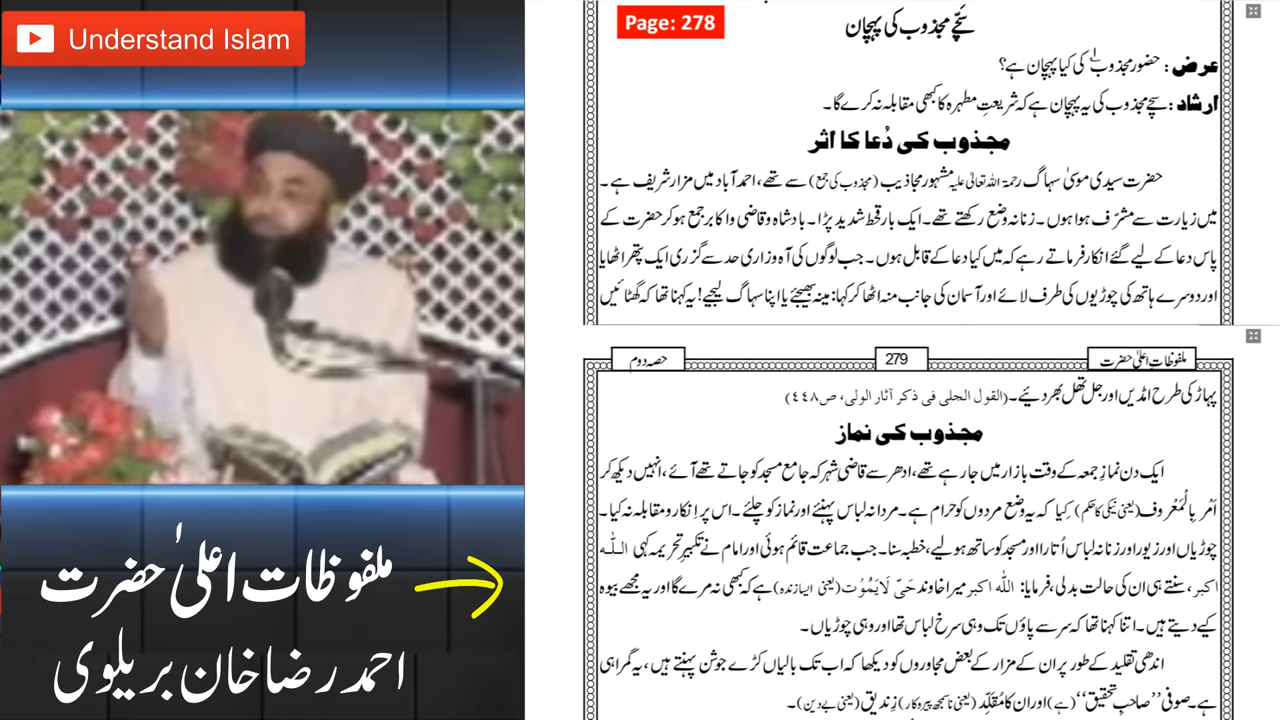 Understand Islam
ملفوظات اعلیٰ حضرت
احمد رضا خان بریلوی
Page: 278
سچّے مجذوب کی پہچان
عرض : حضور مجذوب کی کیا پہچان ہے؟
ارشاد : سچے مجذوب کی یہ پہچان ہے کہ شریعتِ مطہرہ کا کبھی مقابلہ نہ کرے گا۔
مجذوب کی دُعا کا اثر
حضرت سیدی موسیٰ سہاگ رحمۃ اللہ تعالیٰ علیہ مشہور مجاذیب (مجذوب کی جمع) سے تھے، احمد آباد میں مزار شریف ہے۔
میں زیارت سے مشرّف ہوا ہوں۔ زنانہ وضع رکھتے تھے۔ ایک بار قحط شدید پڑا۔ بادشاہ و قاضی و اکابر جمع ہو کر حضرت کے
پاس دعا کے لیے گئے انکار فرماتے رہے کہ میں کیا دعا کے قابل ہوں۔ جب لوگوں کی آہ و زاری حد سے گزری ایک پتھر اٹھایا
اور دوسرے ہاتھ کی چوڑیوں کی طرف لائے اور آسمان کی جانب منہ اٹھا کر کہا: مینہ بھیجئے یا اپنا سہاگ لیجیے! یہ کہنا تھا کہ گھٹائیں
ملفوظاتِ اعلیٰ حضرت
279
حصہ دوم
پہاڑ کی طرح امڈیں اور جل تھل بھر دئیے۔ (القول الجلی فی ذکر آثار الولی، ص٤٤٨)
مجذوب کی نماز
ایک دن نمازِ جمعہ کے وقت بازار میں جارہے تھے، ادھر سے قاضی شہر کہ جامع مسجد کو جاتے تھے آئے، انہیں دیکھ کر
اَمْر بِالْمَعْرُوف (یعنی نیکی کا حکم) کِیا کہ یہ وضع مردوں کو حرام ہے۔ مردانہ لباس پہنئے اور نماز کو چلئے۔ اس پر انکار و مقابلہ نہ کیا۔
چوڑیاں اور زیور اور زنانہ لباس اُتارا اور مسجد کو ساتھ ہو لیے، خطبہ سنا۔ جب جماعت قائم ہوئی اور امام نے تکبیرِ تحریمہ کہی اللہ
اکبر، سنتے ہی ان کی حالت بدلی، فرمایا: اللہ اکبر میرا خاوند حَیّ لَا یَمُوْت (یعنی ایسا زندہ) ہے کہ کبھی نہ مرے گا اور یہ مجھے بیوہ
کیے دیتے ہیں۔ اتنا کہنا تھا کہ سر سے پاؤں تک وہی سرخ لباس تھا اور وہی چوڑیاں۔
اندھی تقلید کے طور پر ان کے مزار کے بعض مجاوروں کو دیکھا کہ اب تک بالیاں کڑے جوشن پہنتے ہیں، یہ گمراہی
ہے۔ صوفی ’’صاحبِ تحقیق‘‘ (ہے) اور ان کا مُقلِّد (یعنی ناسمجھ پیروکار) زِندیق (یعنی بے دین)۔